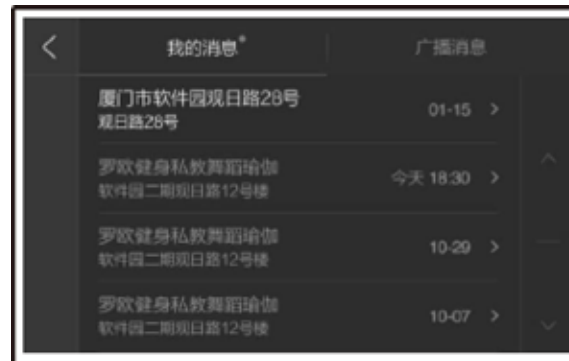 我的消息
广播消息
厦门市软件园观日路28号
01-15
观日路28号
罗欧健身私教舞蹈瑜伽
今天 18:30
软件园二期观日路12号楼
罗欧健身私教舞蹈瑜伽
10-29
软件园二期观日路12号楼
罗欧健身私教舞蹈瑜伽
10-07
软件园二期观日路12号楼